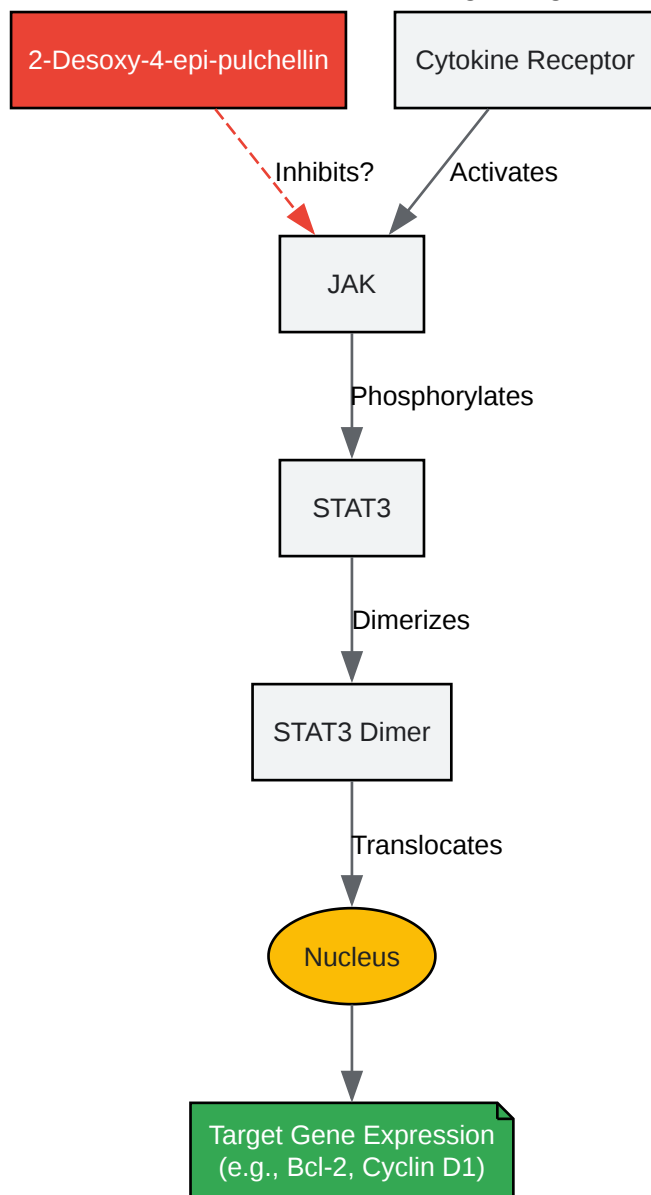 2-Desoxy-4-epi-pulchellin
Cytokine Receptor
Inhibits?
Activates
JAK
Phosphorylates
STAT3
Dimerizes
STAT3 Dimer
Translocates
Nucleus
Target Gene Expression
(e.g., Bcl-2, Cyclin D1)